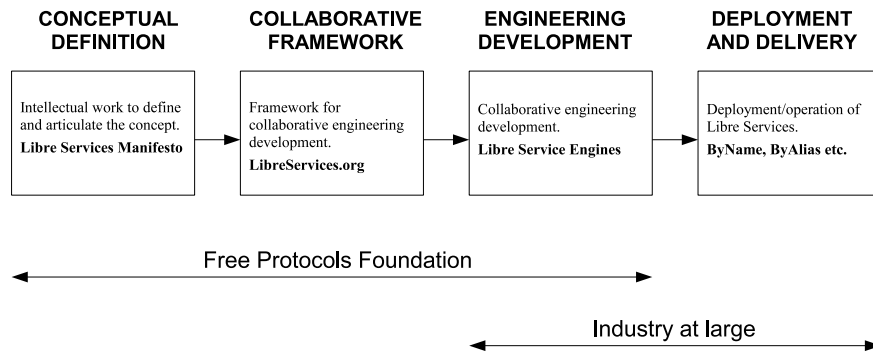 CONCEPTUAL
DEFINITION
COLLABORATIVE
FRAMEWORK
ENGINEERING
DEVELOPMENT
DEPLOYMENT
AND DELIVERY
Intellectual work to define
and articulate the concept.
Libre Services Manifesto
Framework for
collaborative engineering
development.
LibreServices.org
Collaborative engineering
development.
Libre Service Engines
Deployment/operation of
Libre Services.
ByName, ByAlias etc.
Free Protocols Foundation
Industry at large